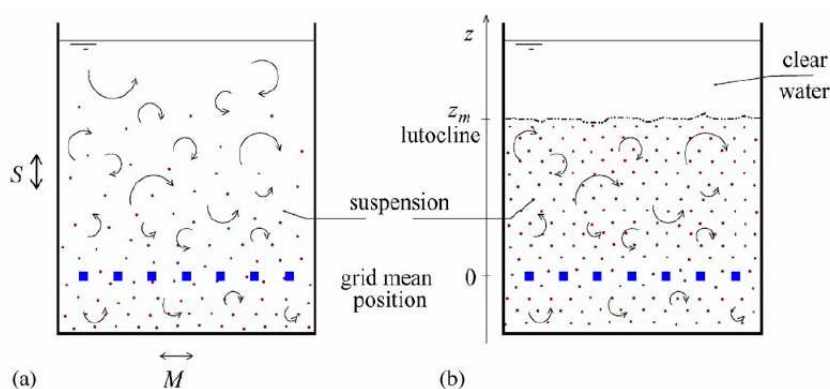 z
clear
water
z_m
lutocline
S
suspension
grid mean
position
0
(a)
M
(b)